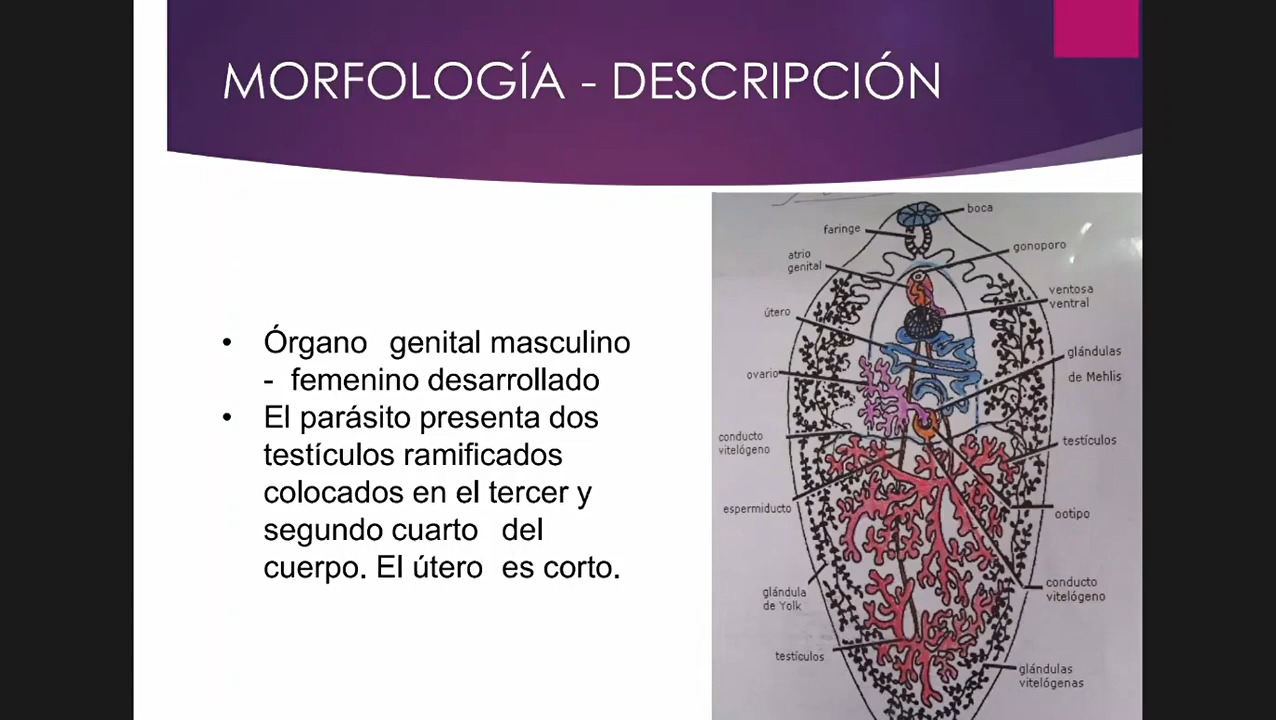 MORFOLOGÍA - DESCRIPCIÓN
• Órgano genital masculino
- femenino desarrollado
• El parásito presenta dos
testículos ramificados
colocados en el tercer y
segundo cuarto del
cuerpo. El útero es corto.
boca
faringe
gonoporo
atrio
genital
ventosa
ventral
útero
glándulas
de Mehlis
ovario
conducto
vitelógeno
testículos
espermiducto
ootipo
conducto
vitelógeno
glándula
de Yolk
testículos
glándulas
vitelógenas